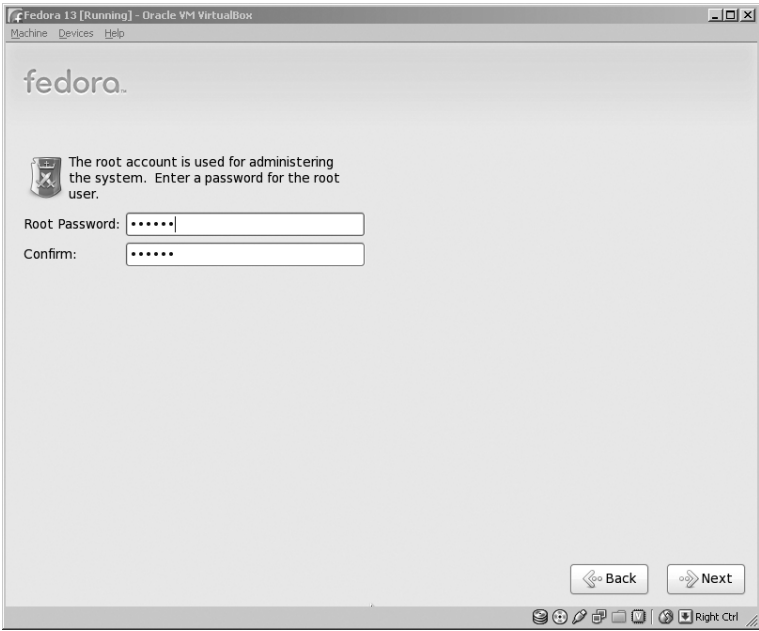 Fedora 13 [Running] - Oracle VM VirtualBox
Machine Devices Help
fedora™
The root account is used for administering
the system. Enter a password for the root
user.
Root Password: ••••••
Confirm: ••••••
Back Next
Right Ctrl